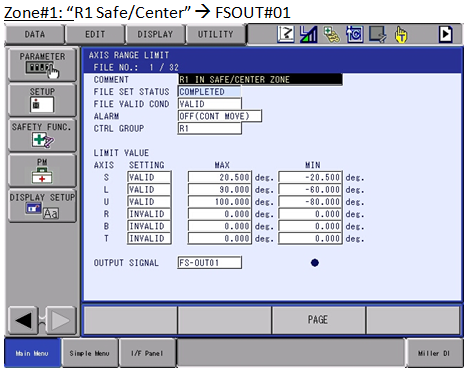 Zone#1: “R1 Safe/Center” → FSOUT#01
DATA EDIT DISPLAY UTILITY
PARAMETER
SETUP
SAFETY FUNC.
PM
DISPLAY SETUP
AXIS RANGE LIMIT
FILE NO.: 1 / 32
COMMENT R1 IN SAFE/CENTER ZONE
FILE SET STATUS COMPLETED
FILE VALID COND VALID
ALARM OFF(CONT MOVE)
CTRL GROUP R1
LIMIT VALUE
AXIS SETTING MAX MIN
S VALID 20.500 deg. -20.500 deg.
L VALID 90.000 deg. -60.000 deg.
U VALID 100.000 deg. -80.000 deg.
R INVALID 0.000 deg. 0.000 deg.
B INVALID 0.000 deg. 0.000 deg.
T INVALID 0.000 deg. 0.000 deg.
OUTPUT SIGNAL FS-OUT01
PAGE
Main Menu Simple Menu I/F Panel Miller DI